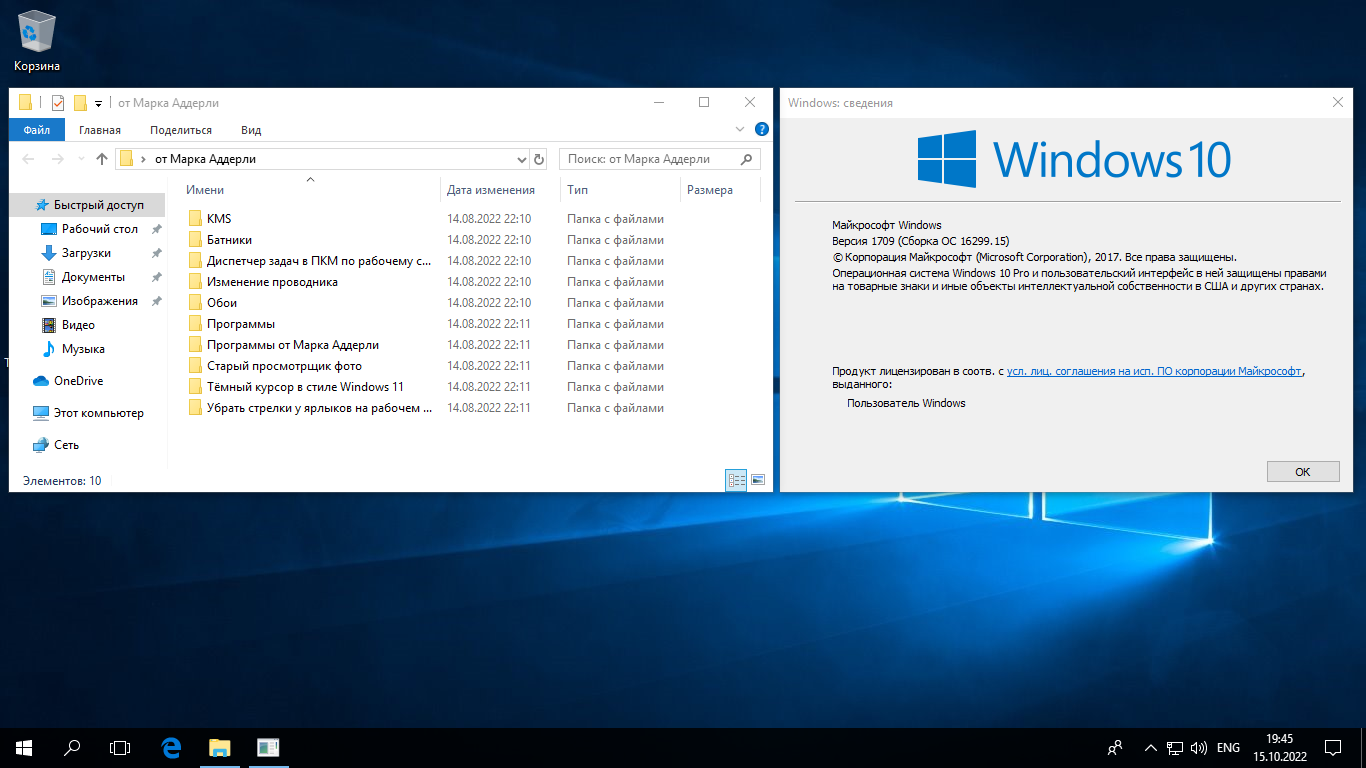 Корзина
от Марка Аддерли
Файл
Главная
Поделиться
Вид
от Марка Аддерли
Поиск: от Марка Аддерли
Имени
Дата изменения
Тип
Размера
Быстрый доступ
Рабочий стол
Загрузки
Документы
Изображения
Видео
Музыка
OneDrive
Этот компьютер
Сеть
KMS 14.08.2022 22:10 Папка с файлами
Батники 14.08.2022 22:10 Папка с файлами
Диспетчер задач в ПКМ по рабочему с... 14.08.2022 22:10 Папка с файлами
Изменения проводника 14.08.2022 22:10 Папка с файлами
Обои 14.08.2022 22:10 Папка с файлами
Программы 14.08.2022 22:11 Папка с файлами
Программы от Марка Аддерли 14.08.2022 22:11 Папка с файлами
Старый просмотрщик фото 14.08.2022 22:11 Папка с файлами
Тёмный курсор в стиле Windows 11 14.08.2022 22:11 Папка с файлами
Убрать стрелки у ярлыков на рабочем ... 14.08.2022 22:11 Папка с файлами
Элементов: 10
Windows: сведения
Windows 10
Майкрософт Windows
Версия 1709 (Сборка ОС 16299.15)
© Корпорация Майкрософт (Microsoft Corporation), 2017. Все права защищены.
Операционная система Windows 10 Pro и пользовательский интерфейс в ней защищены правами
на товарные знаки и иные объекты интеллектуальной собственности в США и других странах.
Продукт лицензирован в соотв. с усл. лиц. соглашения на исп. ПО корпорации Майкрософт,
выданного:
Пользователь Windows
ОК
ENG
19:45
15.10.2022